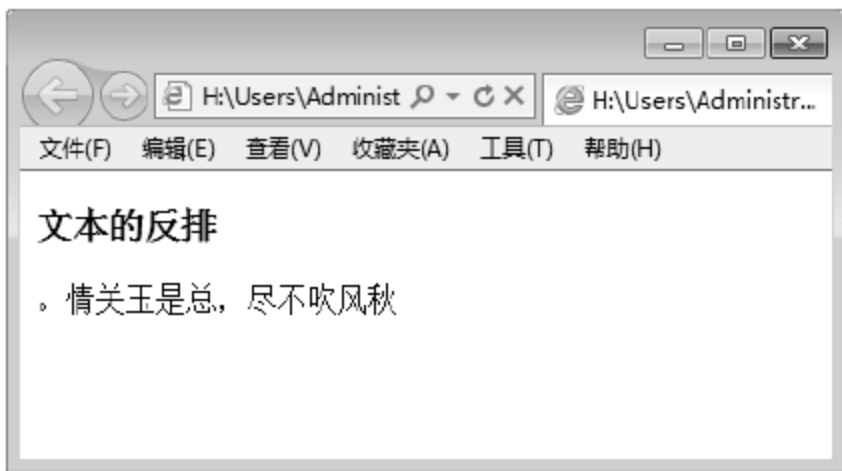 H:\Users\Administ
H:\Users\Administr...
文件(F) 编辑(E) 查看(V) 收藏夹(A) 工具(T) 帮助(H)
文本的反排
。情关玉是总，尽不吹风秋